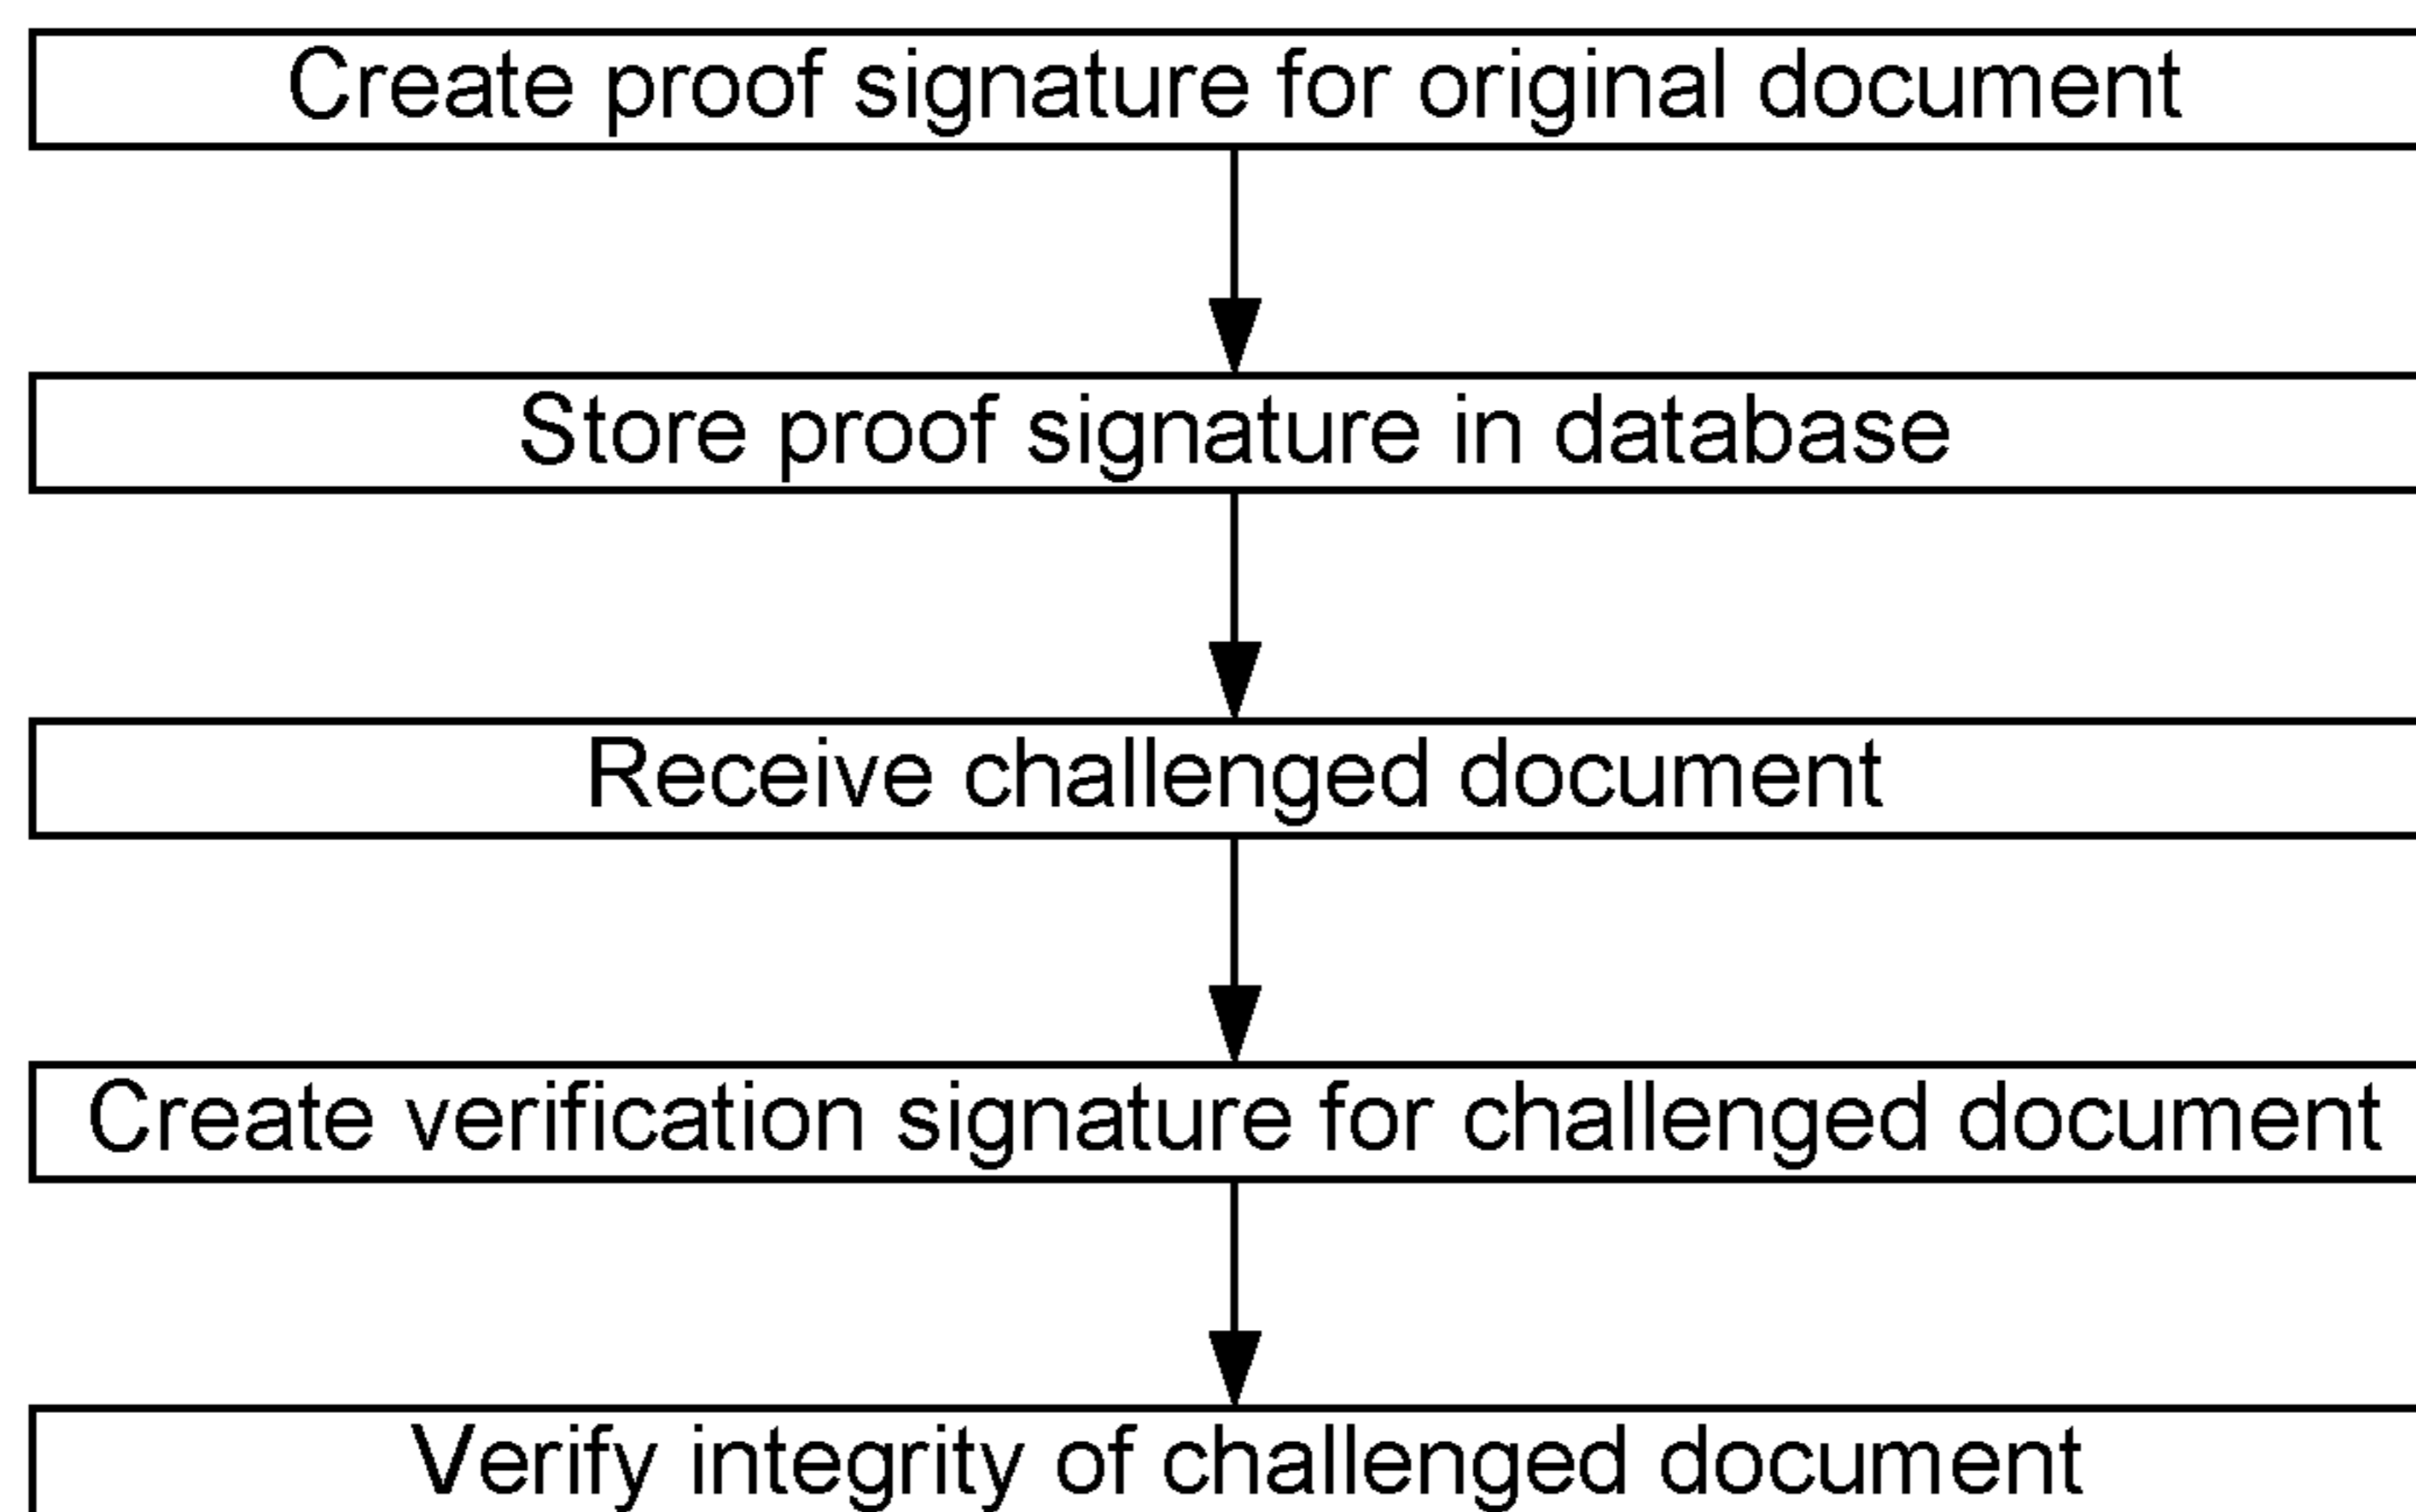 Create proof signature for original document
Store proof signature in database
Receive challenged document
Create verification signature for challenged document
Verify integrity of challenged document